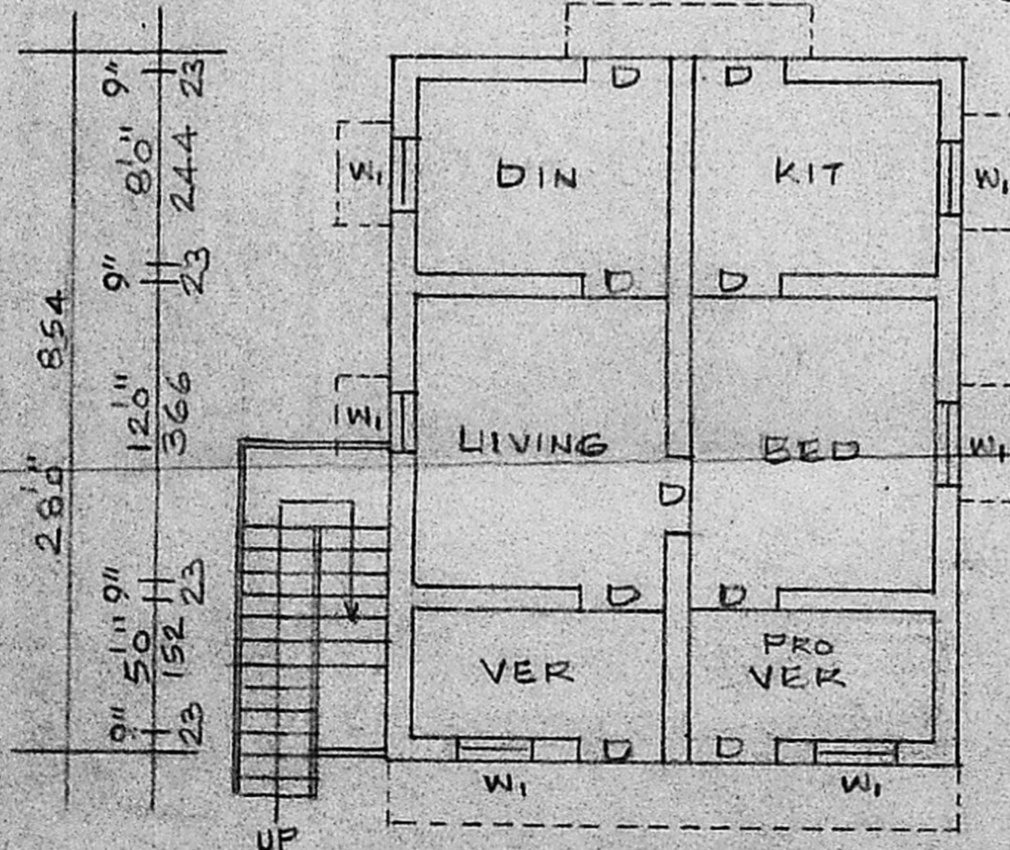 9" 23
8'0" 244
9" 23
12'0" 366
9" 23
5'0" 152
9" 23
28'0" 854
D D
W1 DIN KIT W1
D D
W1 LIVING BED W1
D
D D
VER PRO
VER
D D
W1 W1
UP